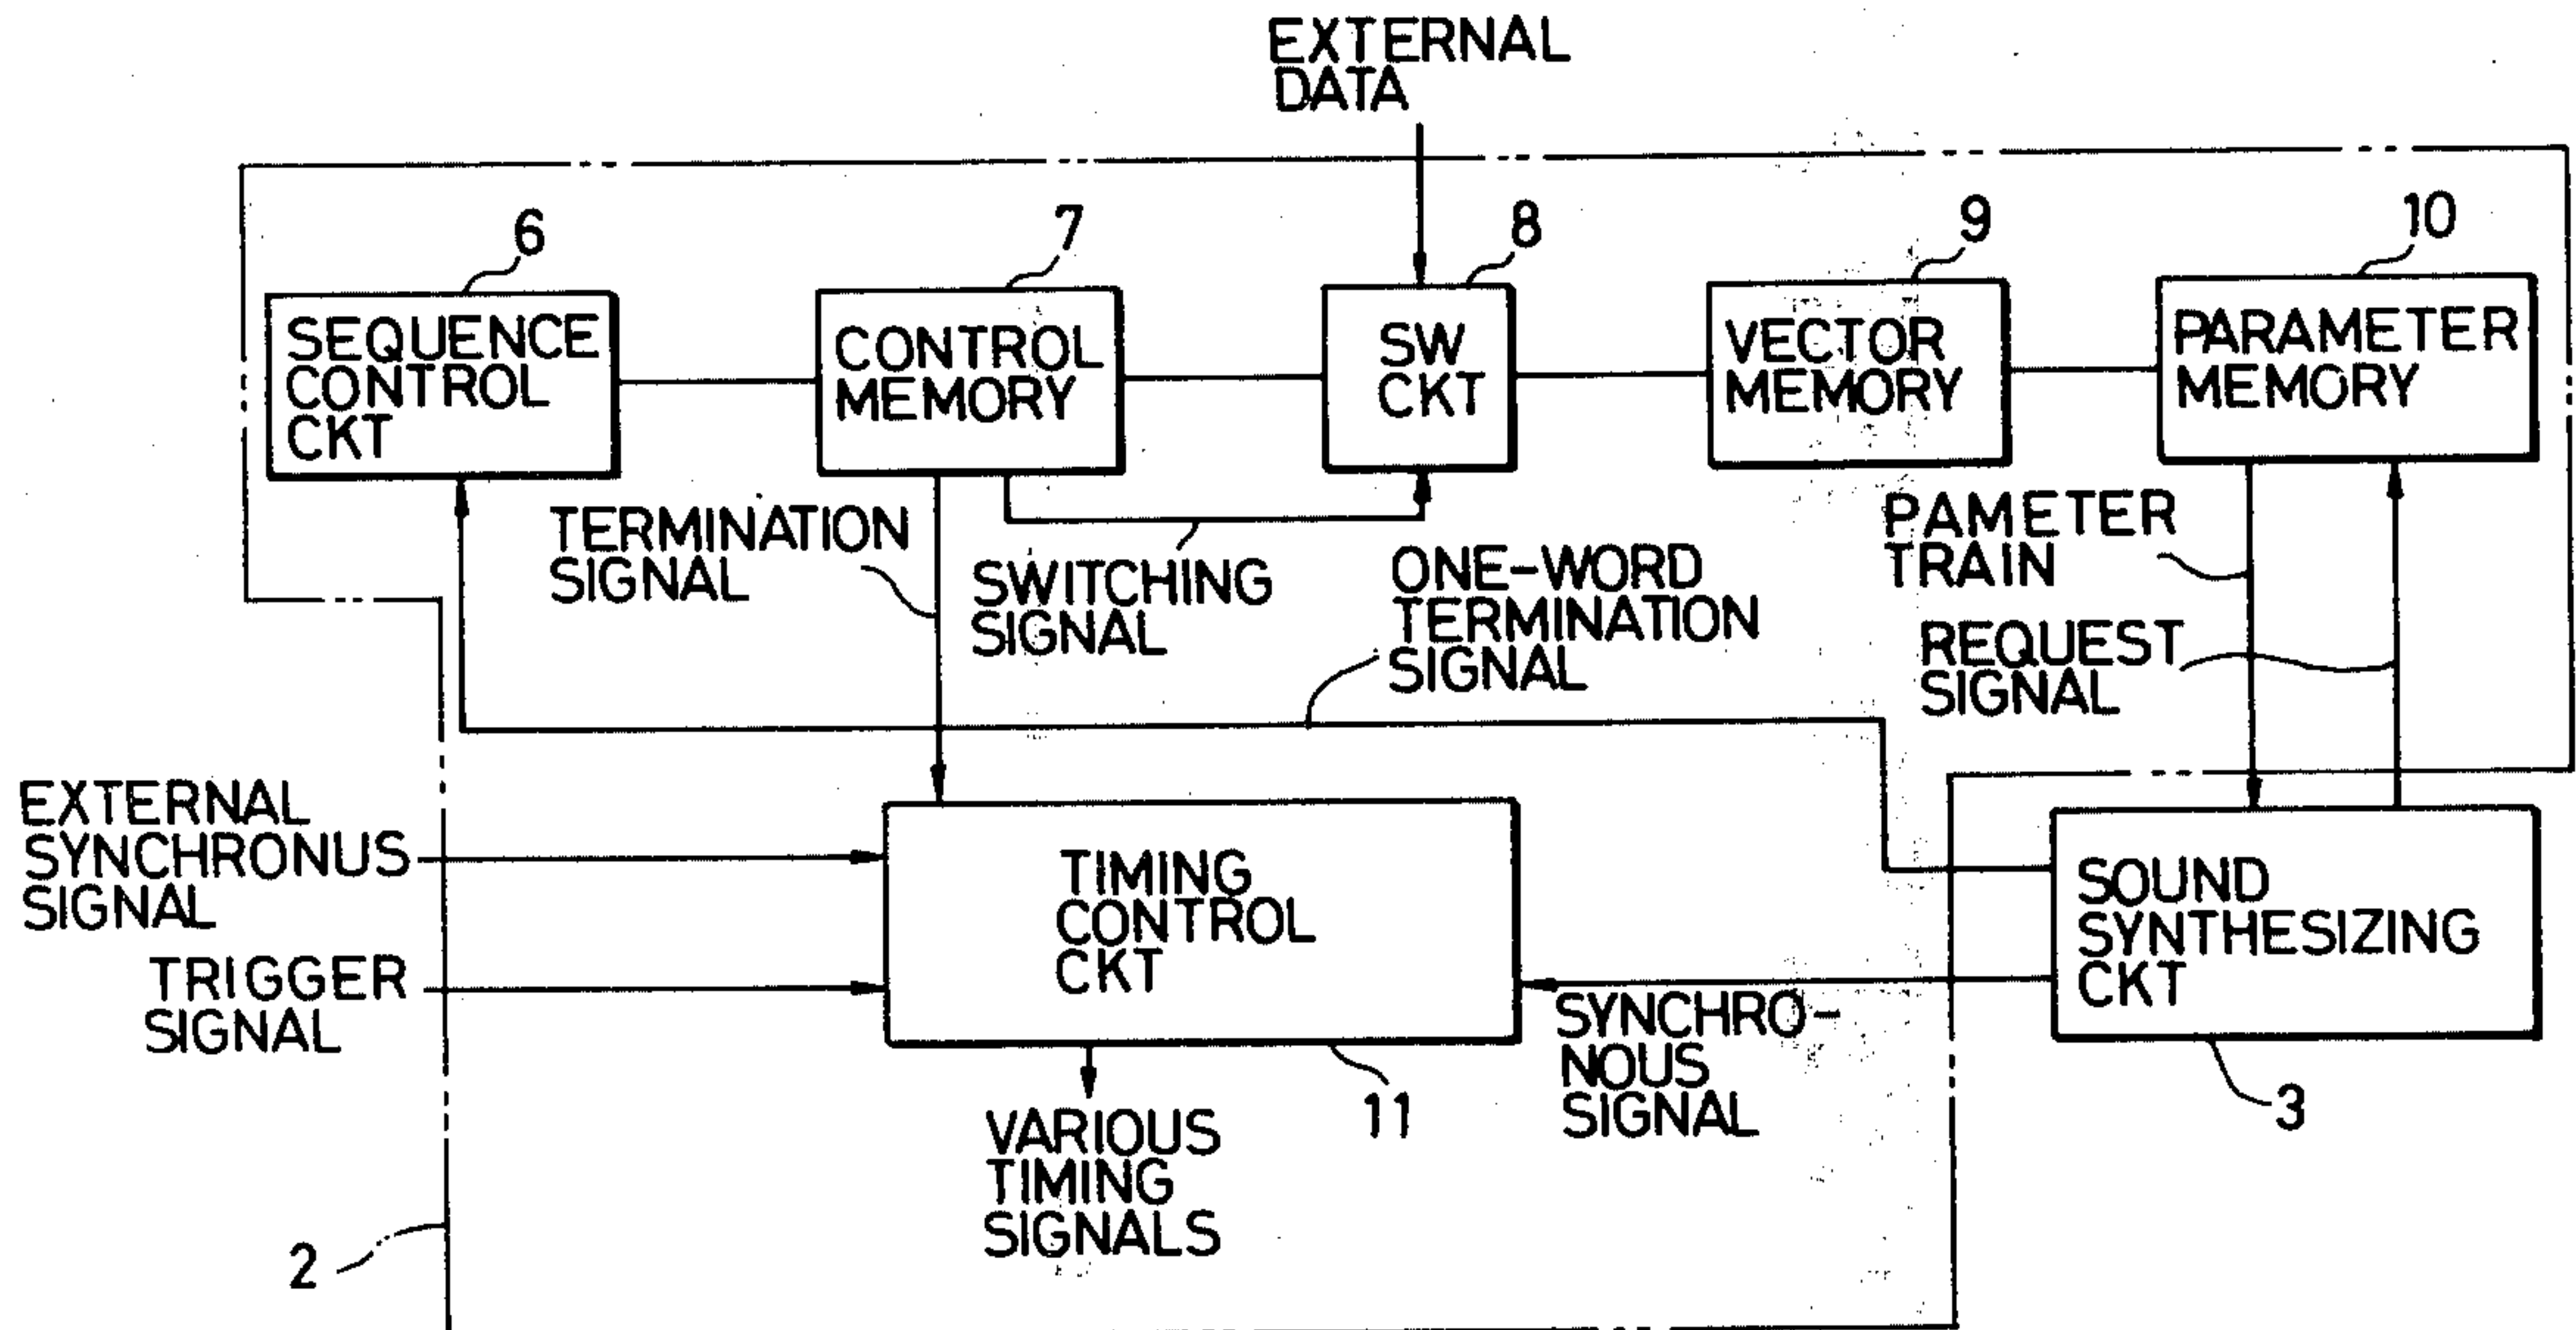 EXTERNAL
DATA
6
7
8
9
10
SEQUENCE
CONTROL
CKT
CONTROL
MEMORY
SW
CKT
VECTOR
MEMORY
PARAMETER
MEMORY
TERMINATION
SIGNAL
SWITCHING
SIGNAL
ONE-WORD
TERMINATION
SIGNAL
PAMETER
TRAIN
REQUEST
SIGNAL
EXTERNAL
SYNCHRONUS
SIGNAL
TRIGGER
SIGNAL
TIMING
CONTROL
CKT
SOUND
SYNTHESIZING
CKT
SYNCHRO-
NOUS
SIGNAL
11
3
VARIOUS
TIMING
SIGNALS
2